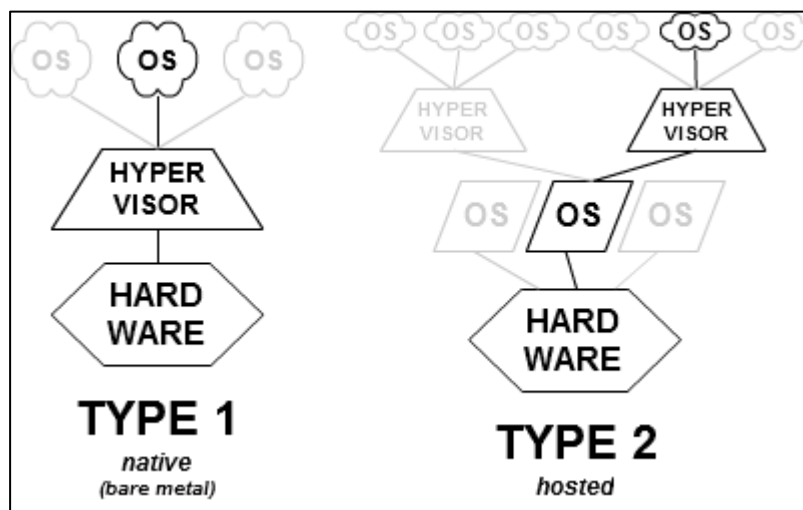 OS
OS
OS
HYPER
VISOR
HARD
WARE
TYPE 1
native
(bare metal)
OS
OS
OS
OS
OS
OS
HYPER
VISOR
HYPER
VISOR
OS
OS
OS
HARD
WARE
TYPE 2
hosted